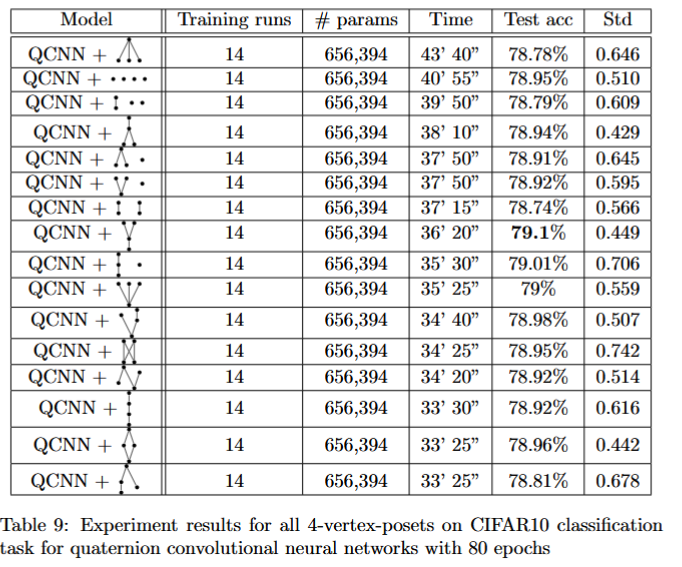 Model Training runs # params Time Test acc Std
QCNN + 14 656,394 43' 40" 78.78% 0.646
QCNN + 14 656,394 40' 55" 78.95% 0.510
QCNN + 14 656,394 39' 50" 78.79% 0.609
QCNN + 14 656,394 38' 10" 78.94% 0.429
QCNN + 14 656,394 37' 50" 78.91% 0.645
QCNN + 14 656,394 37' 50" 78.92% 0.595
QCNN + 14 656,394 37' 15" 78.74% 0.566
QCNN + 14 656,394 36' 20" 79.1% 0.449
QCNN + 14 656,394 35' 30" 79.01% 0.706
QCNN + 14 656,394 35' 25" 79% 0.559
QCNN + 14 656,394 34' 40" 78.98% 0.507
QCNN + 14 656,394 34' 25" 78.95% 0.742
QCNN + 14 656,394 34' 20" 78.92% 0.514
QCNN + 14 656,394 33' 30" 78.92% 0.616
QCNN + 14 656,394 33' 25" 78.96% 0.442
QCNN + 14 656,394 33' 25" 78.81% 0.678
Table 9: Experiment results for all 4-vertex-posets on CIFAR10 classification
task for quaternion convolutional neural networks with 80 epochs